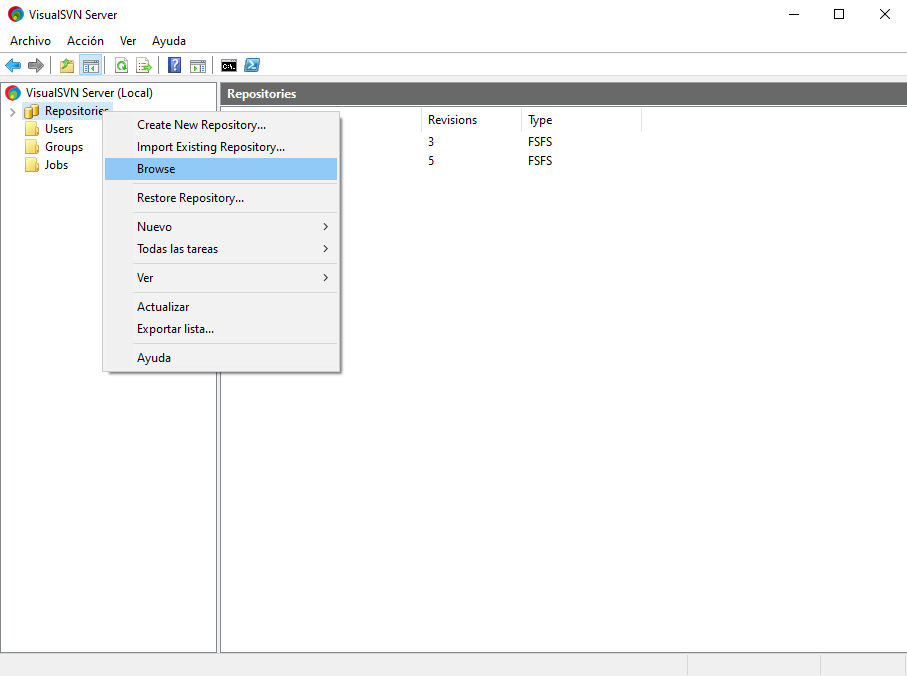 VisualSVN Server
Archivo Acción Ver Ayuda
VisualSVN Server (Local)
Repositories
Users
Groups
Jobs
Repositories
Revisions Type
3 FSFS
5 FSFS
Create New Repository...
Import Existing Repository...
Browse
Restore Repository...
Nuevo
Todas las tareas
Ver
Actualizar
Exportar lista...
Ayuda